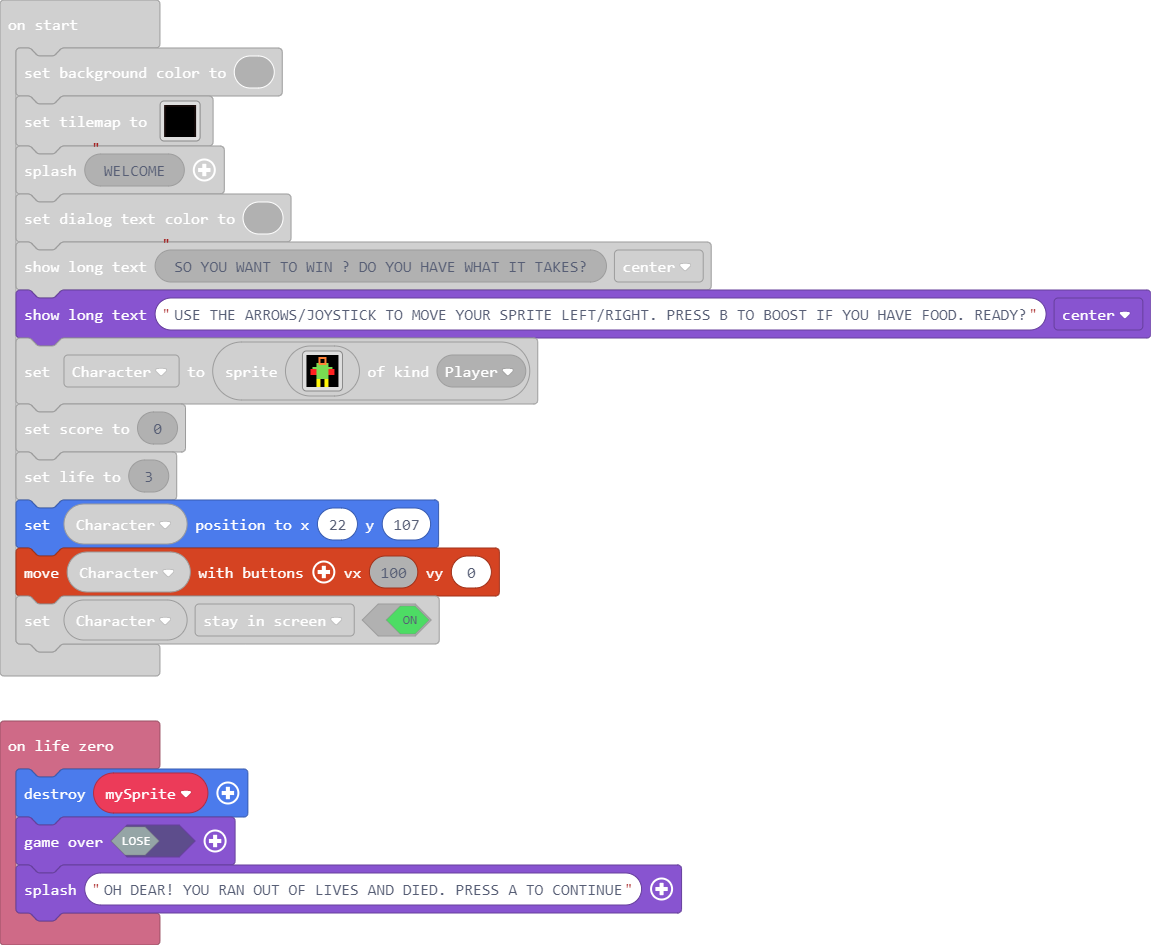 on start
set background color to
set tilemap to
splash " WELCOME
set dialog text color to
show long text " SO YOU WANT TO WIN ? DO YOU HAVE WHAT IT TAKES? center
show long text "USE THE ARROWS/JOYSTICK TO MOVE YOUR SPRITE LEFT/RIGHT. PRESS B TO BOOST IF YOU HAVE FOOD. READY?" center
set Character to sprite of kind Player
set score to 0
set life to 3
set Character position to x 22 y 107
move Character with buttons vx 100 vy 0
set Character stay in screen ON
on life zero
destroy mySprite
game over LOSE
splash "OH DEAR! YOU RAN OUT OF LIVES AND DIED. PRESS A TO CONTINUE"